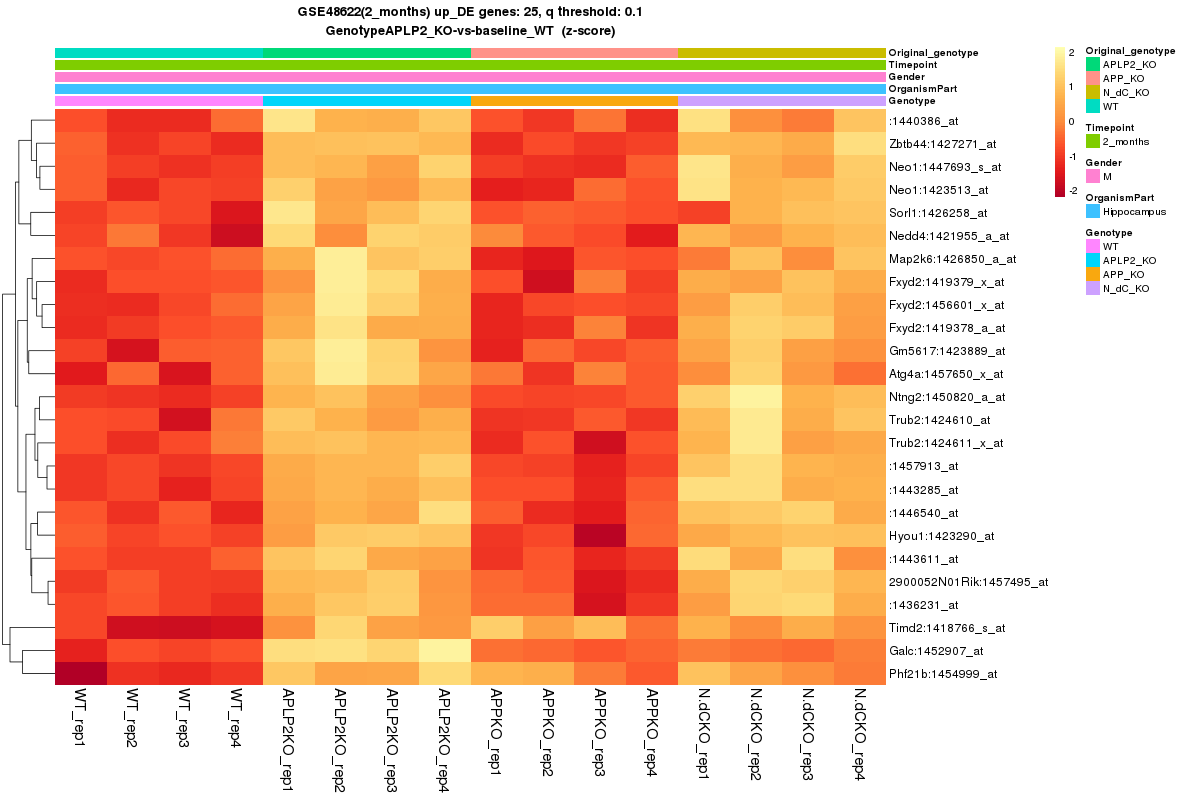 GSE48622(2_months) up_DE genes: 25, q threshold: 0.1
GenotypeAPLP2_KO-vs-baseline_WT (z-score)
Original_genotype
Timepoint
Gender
OrganismPart
Genotype
:1440386_at
Zbtb44:1427271_at
Neo1:1447693_s_at
Neo1:1423513_at
Sorl1:1426258_at
Nedd4:1421955_a_at
Map2k6:1426850_a_at
Fxyd2:1419379_x_at
Fxyd2:1456601_x_at
Fxyd2:1419378_a_at
Gm5617:1423889_at
Atg4a:1457650_x_at
Ntng2:1450820_a_at
Trub2:1424610_at
Trub2:1424611_x_at
:1457913_at
:1443285_at
:1446540_at
Hyou1:1423290_at
:1443611_at
2900052N01Rik:1457495_at
:1436231_at
Timd2:1418766_s_at
Galc:1452907_at
Phf21b:1454999_at
WT_rep1
WT_rep2
WT_rep3
WT_rep4
APLP2KO_rep1
APLP2KO_rep2
APLP2KO_rep3
APLP2KO_rep4
APPKO_rep1
APPKO_rep2
APPKO_rep3
APPKO_rep4
N.dCKO_rep1
N.dCKO_rep2
N.dCKO_rep3
N.dCKO_rep4
2
1
0
-1
-2
Original_genotype
APLP2_KO
APP_KO
N_dC_KO
WT
Timepoint
2_months
Gender
M
OrganismPart
Hippocampus
Genotype
WT
APLP2_KO
APP_KO
N_dC_KO